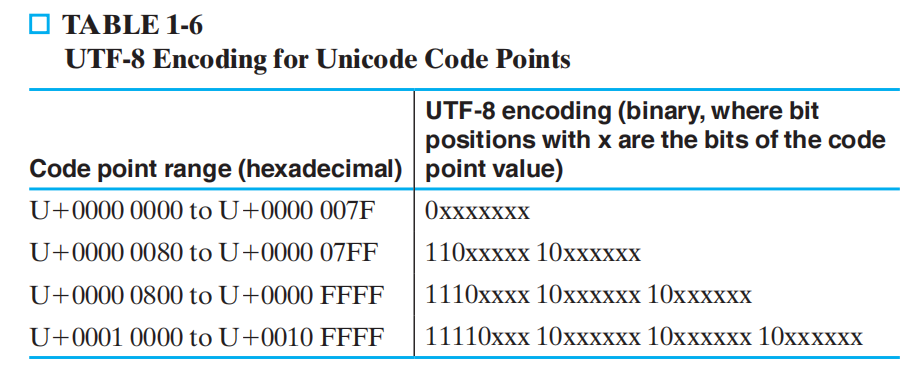 TABLE 1-6
UTF-8 Encoding for Unicode Code Points
Code point range (hexadecimal)
UTF-8 encoding (binary, where bit
positions with x are the bits of the code
point value)
U+0000 0000 to U+0000 007F 0xxxxxxx
U+0000 0080 to U+0000 07FF 110xxxxx 10xxxxxx
U+0000 0800 to U+0000 FFFF 1110xxxx 10xxxxxx 10xxxxxx
U+0001 0000 to U+0010 FFFF 11110xxx 10xxxxxx 10xxxxxx 10xxxxxx